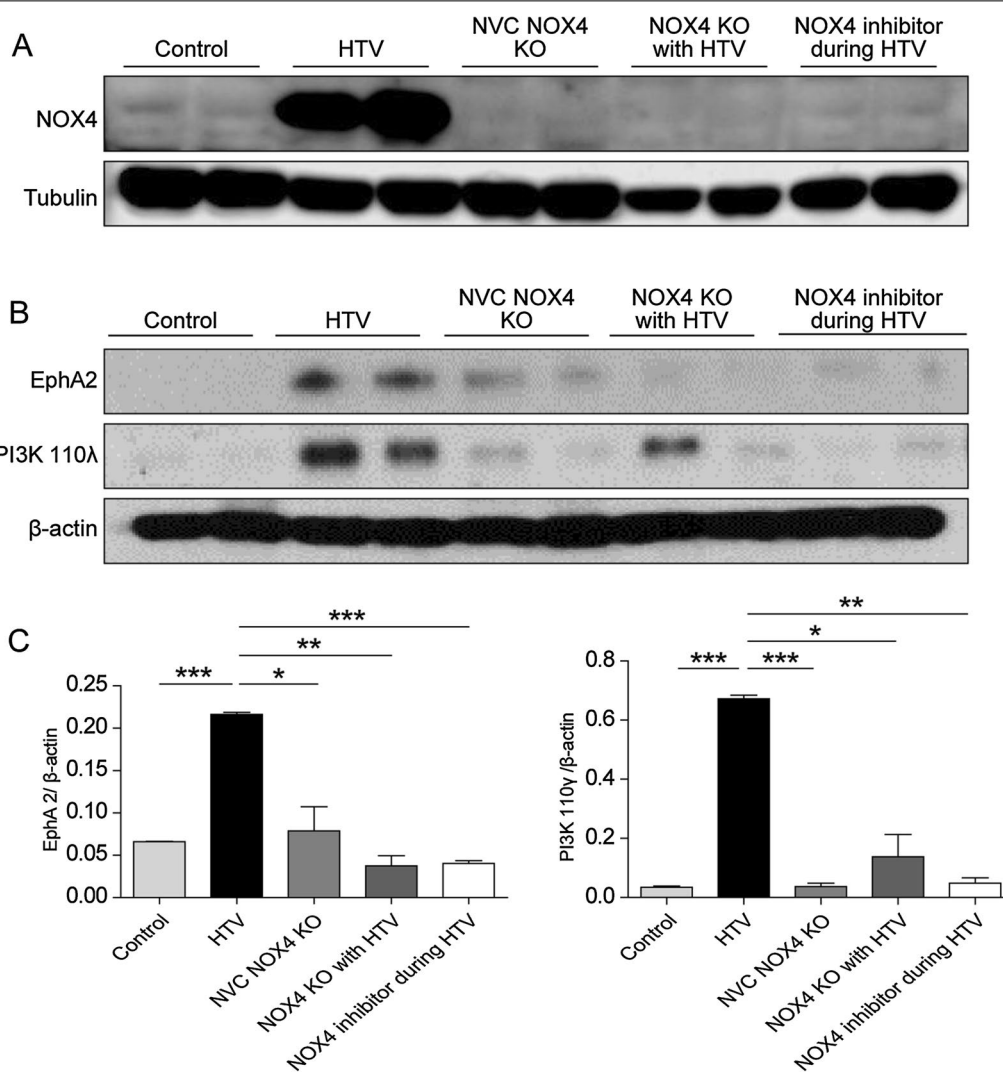 A
Control
HTV
NVC NOX4
KO
NOX4 KO
with HTV
NOX4 inhibitor
during HTV
NOX4
Tubulin
B
Control
HTV
NVC NOX4
KO
NOX4 KO
with HTV
NOX4 inhibitor
during HTV
EphA2
PI3K 110λ
β-actin
C
***
**
***
*
0.25
0.20
0.15
0.10
0.05
0.00
EphA 2/ β-actin
Control
HTV
NVC NOX4 KO
NOX4 KO with HTV
NOX4 inhibitor during HTV
**
*
***
***
0.8
0.6
0.4
0.2
0.0
PI3K 110γ /β-actin
Control
HTV
NVC NOX4 KO
NOX4 KO with HTV
NOX4 inhibitor during HTV